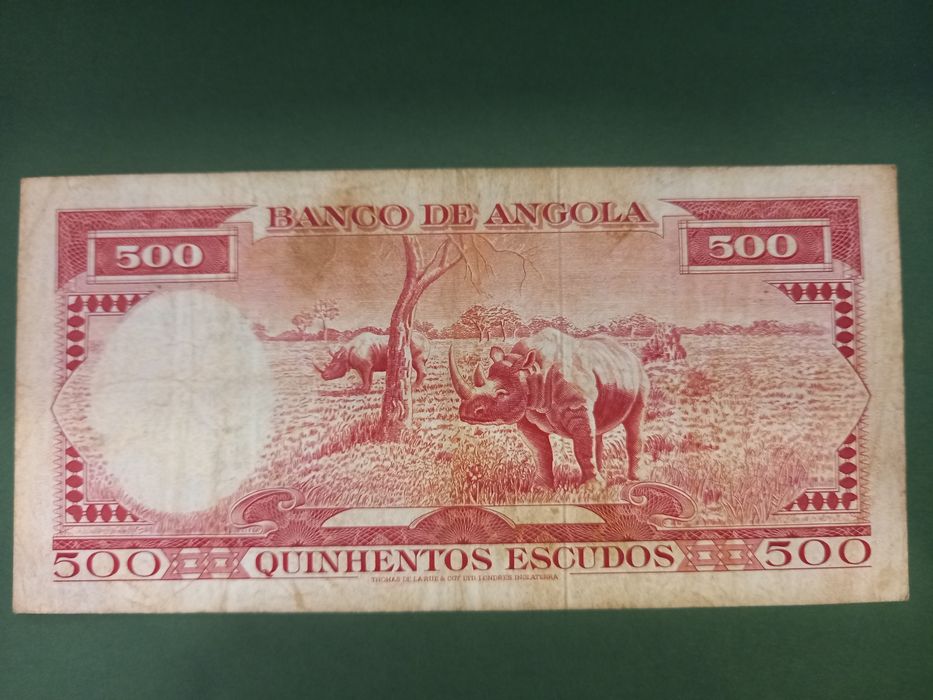 BANCO DE ANGOLA
500
500
500
QUINHENTOS ESCUDOS
500
THOMAS DE LA RUE & COY LTD. LONDRES INGLATERRA